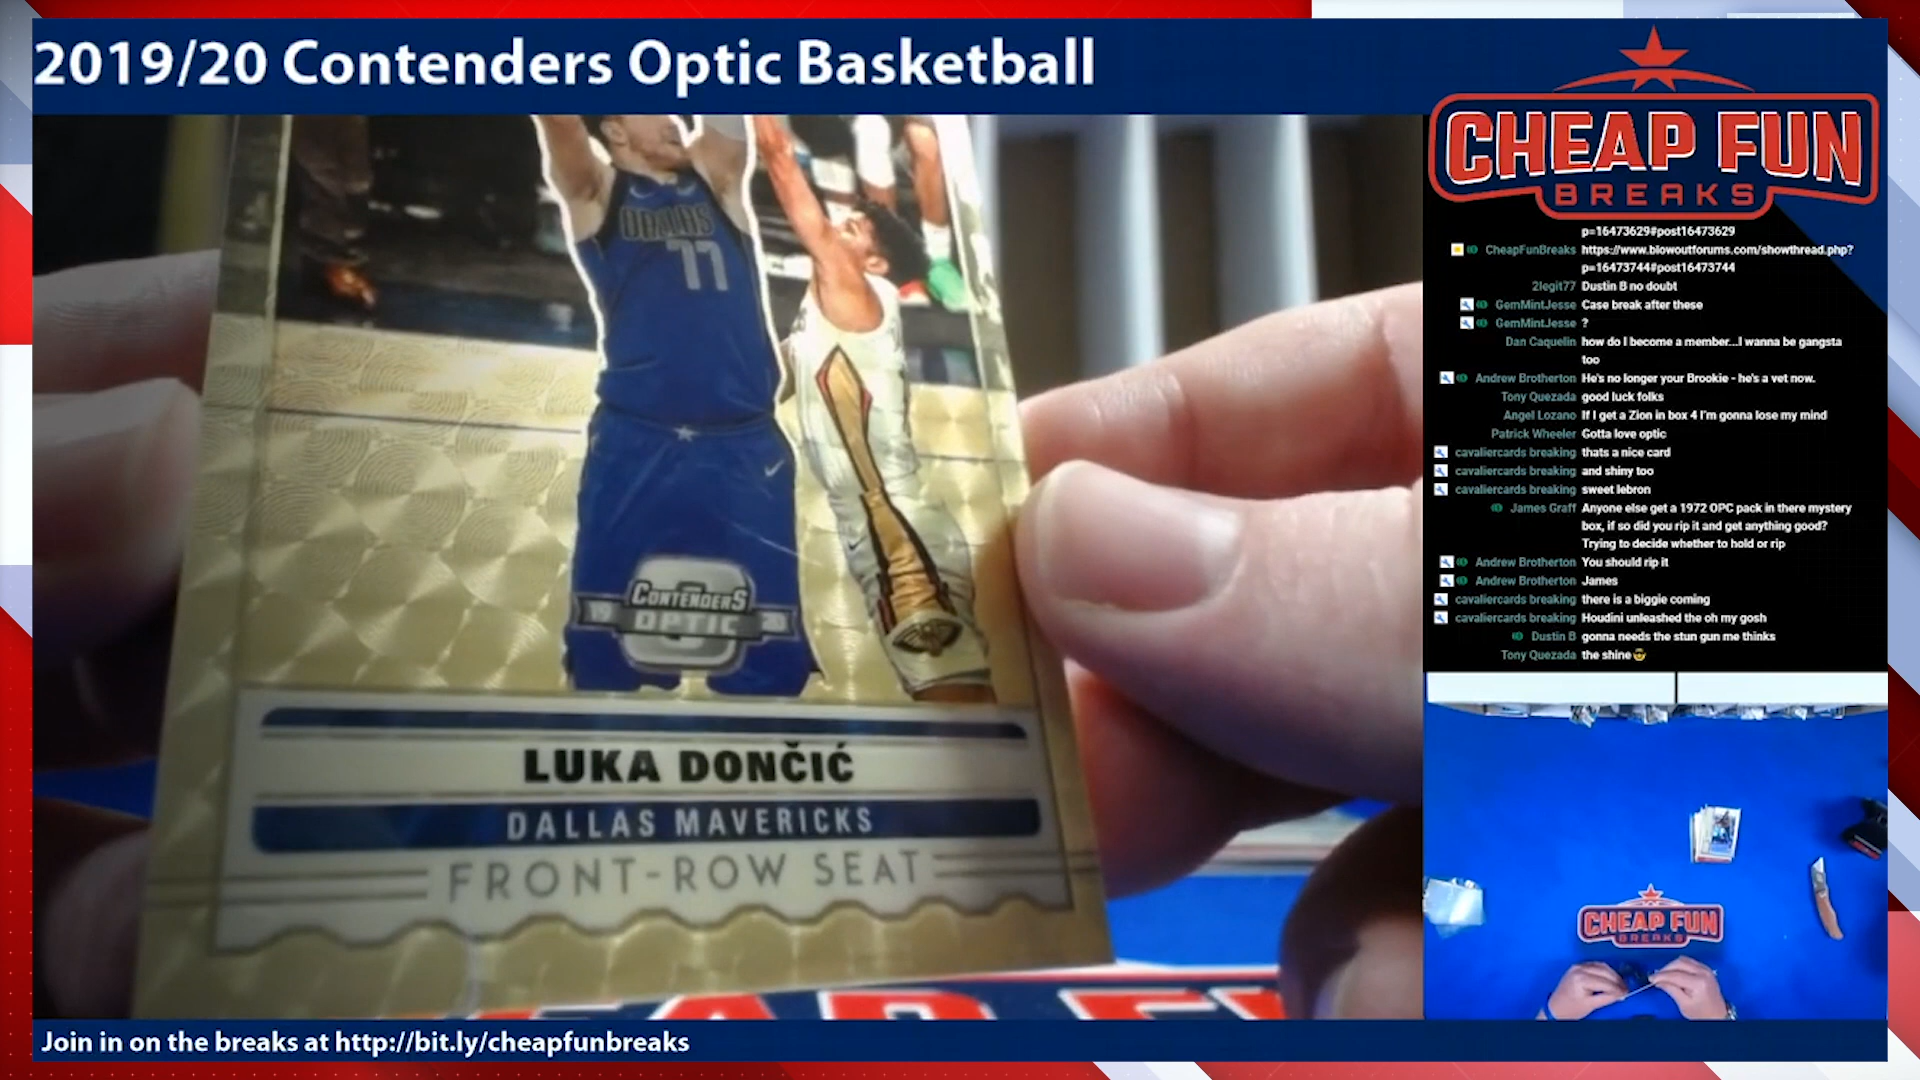 2019/20 Contenders Optic Basketball
CHEAP FUN
BREAKS
p=16473629#post16473629
CheapFunBreaks https://www.blowoutforums.com/showthread.php?
p=16473744#post16473744
2legit77 Dustin B no doubt
GemMintJesse Case break after these
GemMintJesse ?
Dan Caquelin how do I become a member...I wanna be gangsta
too
Andrew Brotherton He's no longer your Brookie - he's a vet now.
Tony Quezada good luck folks
Angel Lozano If I get a Zion in box 4 I'm gonna lose my mind
Patrick Wheeler Gotta love optic
cavaliercards breaking thats a nice card
cavaliercards breaking and shiny too
cavaliercards breaking sweet lebron
James Graff Anyone else get a 1972 OPC pack in there mystery
box, if so did you rip it and get anything good?
Trying to decide whether to hold or rip
Andrew Brotherton You should rip it
Andrew Brotherton James
cavaliercards breaking there is a biggie coming
cavaliercards breaking Houdini unleashed the oh my gosh
Dustin B gonna needs the stun gun me thinks
Tony Quezada the shine
DALLAS
77
CONTENDERS
19 OPTIC 20
LUKA DONČIĆ
DALLAS MAVERICKS
FRONT-ROW SEAT
CHEAP FUN
BREAKS
Join in on the breaks at http://bit.ly/cheapfunbreaks